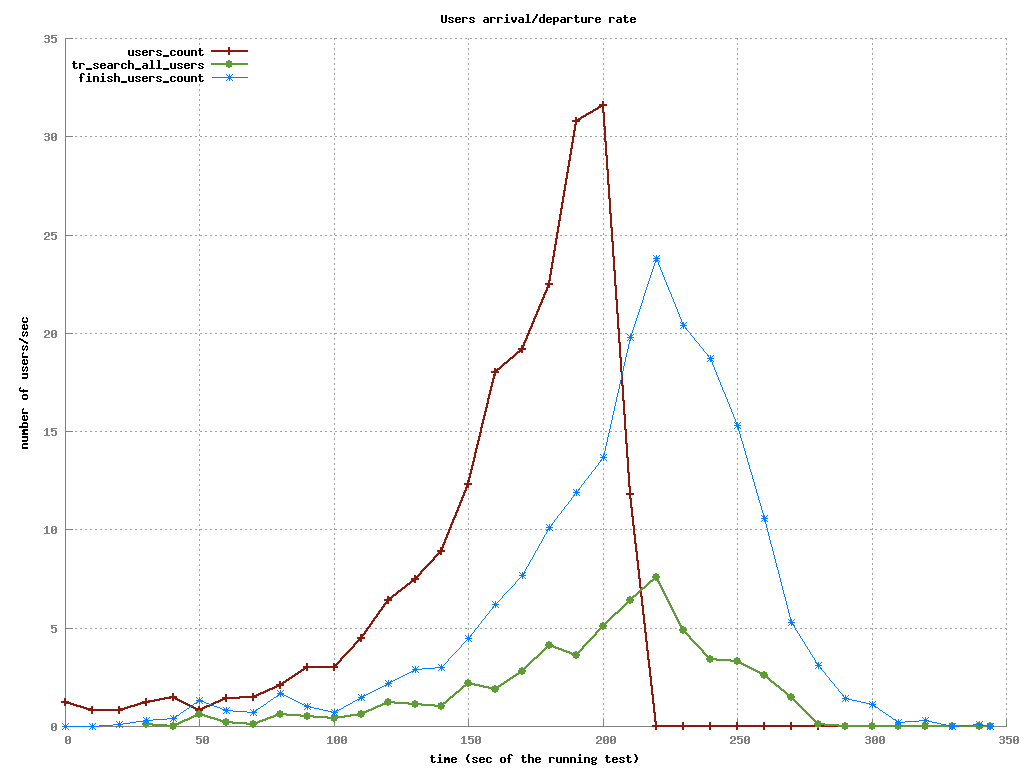 Users arrival/departure rate
users_count
tr_search_all_users
finish_users_count
number of users/sec
35
30
25
20
15
10
5
0
0 50 100 150 200 250 300 350
time (sec of the running test)